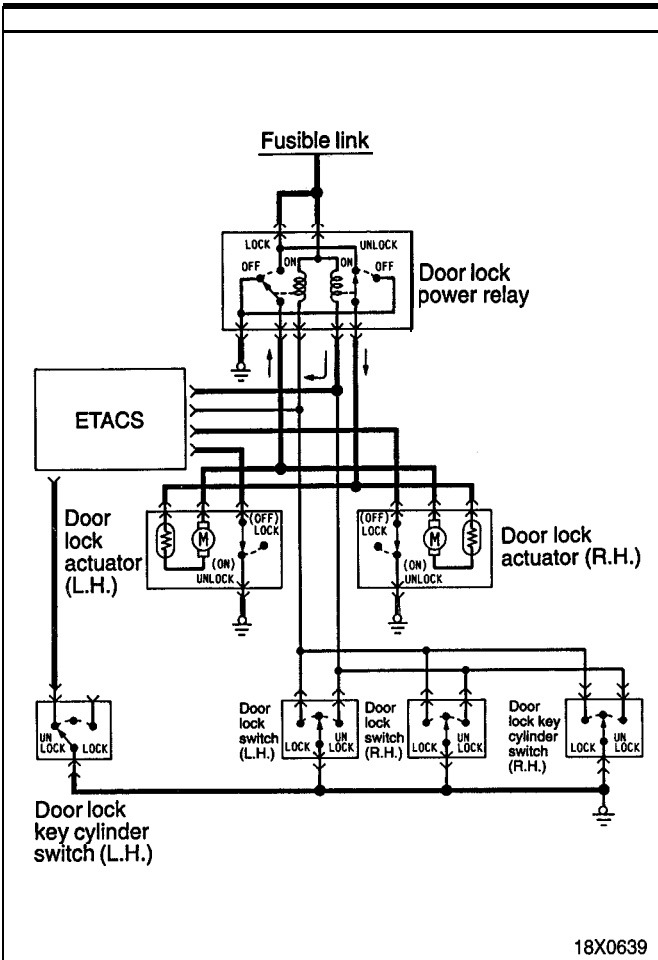 Fusible link
LOCK
UNLOCK
OFF
ON
ON
OFF
Door lock
power relay
ETACS
Door
lock
actuator
(L.H.)
(OFF)
LOCK
(ON)
UNLOCK
(OFF)
LOCK
(ON)
UNLOCK
Door lock
actuator (R.H.)
UN
LOCK
LOCK
Door lock
key cylinder
switch (L.H.)
Door
lock
switch
(L.H.)
LOCK
UN
LOCK
Door
lock
switch
(R.H.)
LOCK
UN
LOCK
Door
lock key
cylinder
switch
(R.H.)
LOCK
UN
LOCK
M
M
18X0639